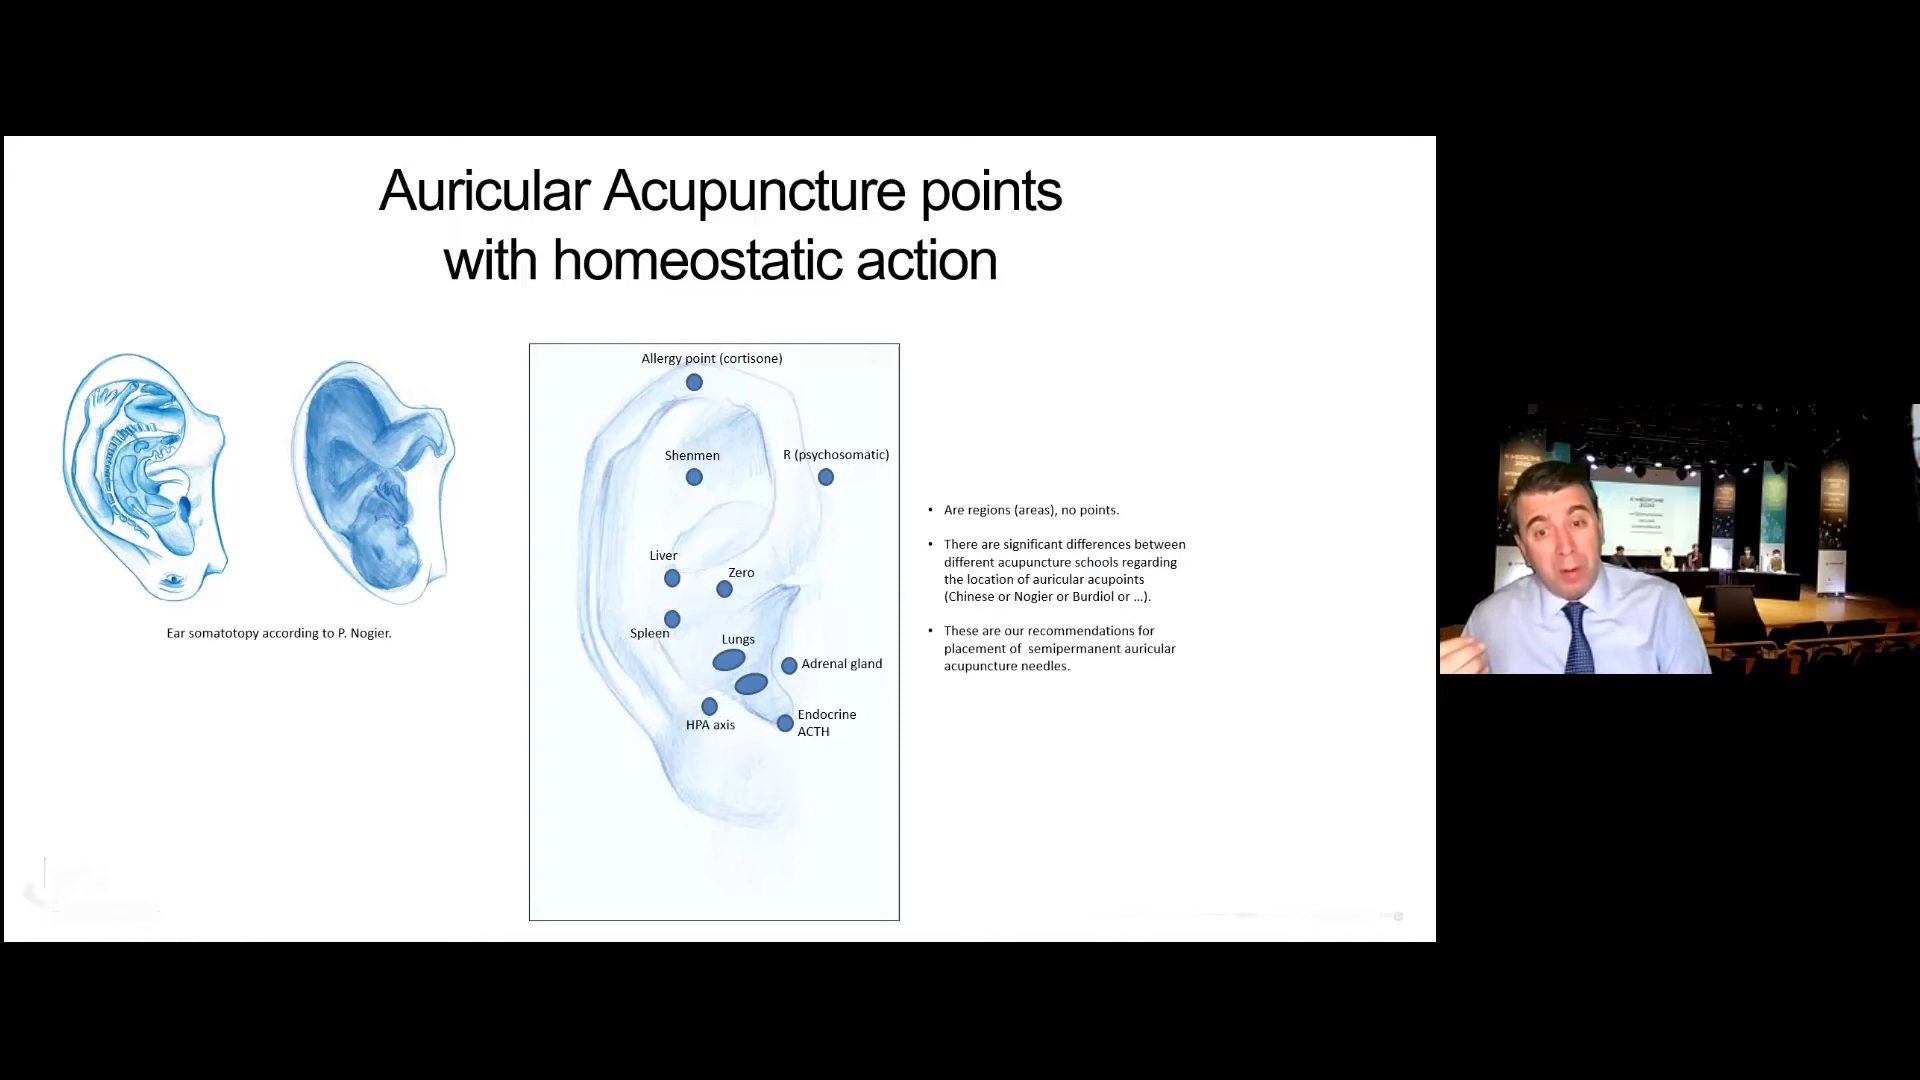 Auricular Acupuncture points
with homeostatic action
Ear somatotopy according to P. Nogier.
Allergy point (cortisone)
Shenmen
R (psychosomatic)
Liver
Zero
Spleen
Lungs
Adrenal gland
HPA axis
Endocrine
ACTH
• Are regions (areas), no points.
• There are significant differences between
different acupuncture schools regarding
the location of auricular acupoints
(Chinese or Nogier or Burdiol or ...).
• These are our recommendations for
placement of semipermanent auricular
acupuncture needles.